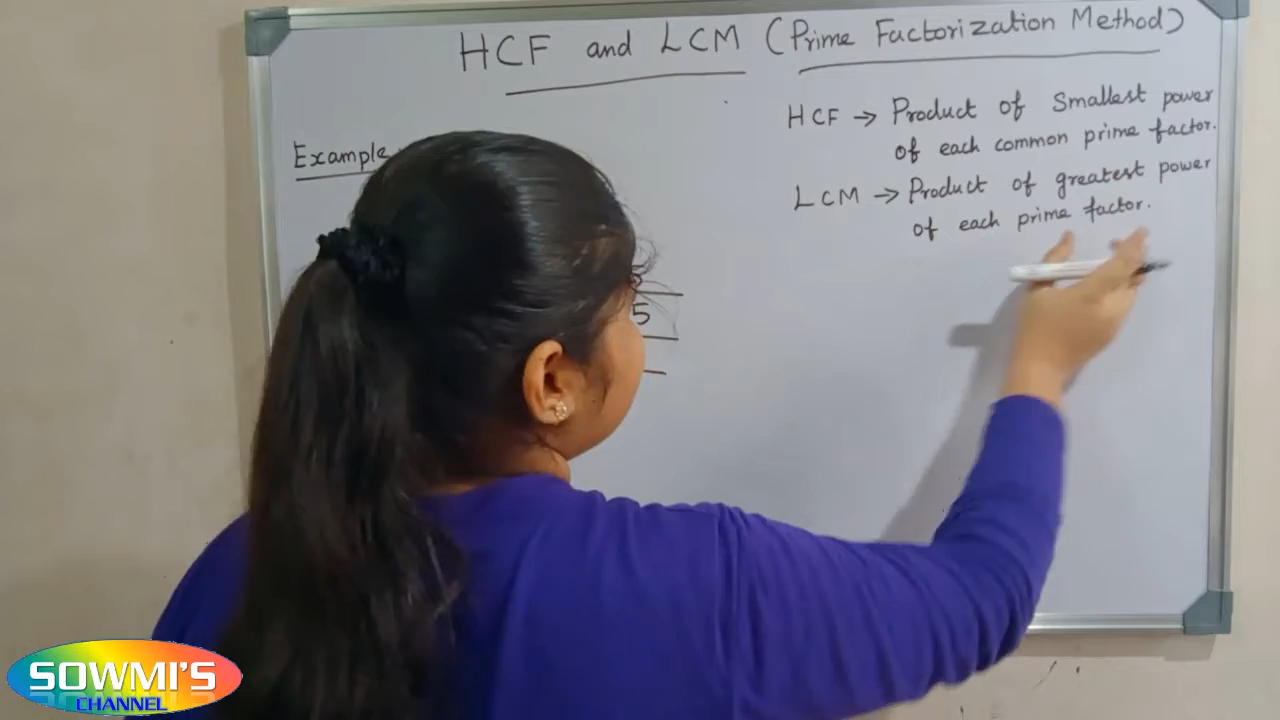 HCF and LCM (Prime Factorization Method)
HCF → Product of smallest power
of each common prime factor.
LCM → Product of greatest power
of each prime factor.
Example
5
SOWMI'S
CHANNEL